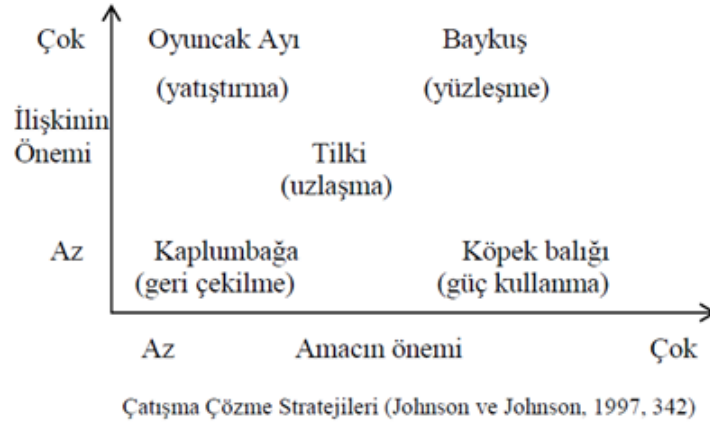 Çok
Oyuncak Ayı
Baykuş
(yatıştırma)
(yüzleşme)
İlişkinin
Önemi
Tilki
(uzlaşma)
Az
Kaplumbağa
Köpek balığı
(geri çekilme)
(güç kullanma)
Az
Amacın önemi
Çok
Çatışma Çözme Stratejileri (Johnson ve Johnson, 1997, 342)